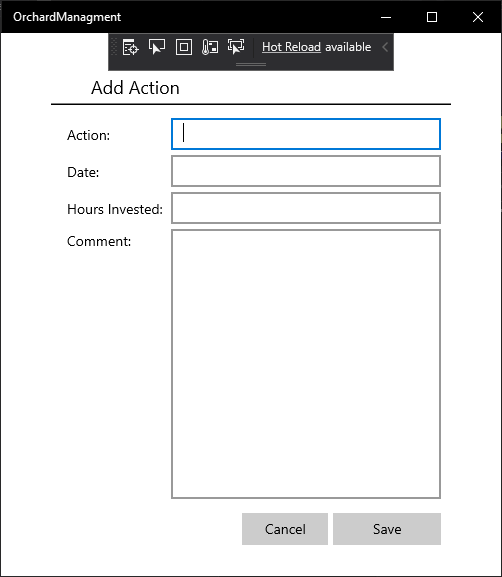 OrchardManagment
Hot Reload available
Add Action
Action:
Date:
Hours Invested:
Comment:
Cancel
Save